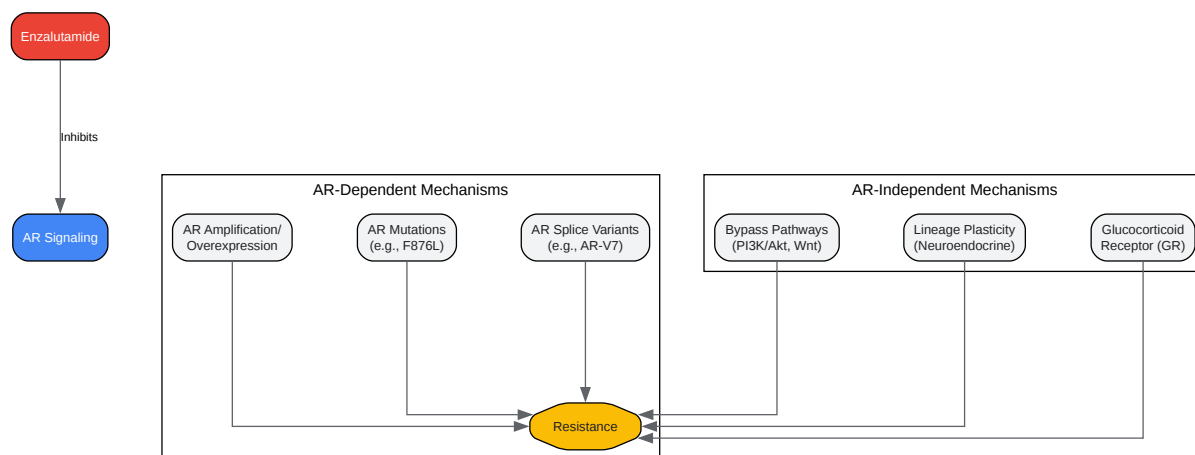 Enzalutamide
Inhibits
AR Signaling
AR-Dependent Mechanisms
AR Amplification/
Overexpression
AR Mutations
(e.g., F876L)
AR Splice Variants
(e.g., AR-V7)
AR-Independent Mechanisms
Bypass Pathways
(PI3K/Akt, Wnt)
Lineage Plasticity
(Neuroendocrine)
Glucocorticoid
Receptor (GR)
Resistance